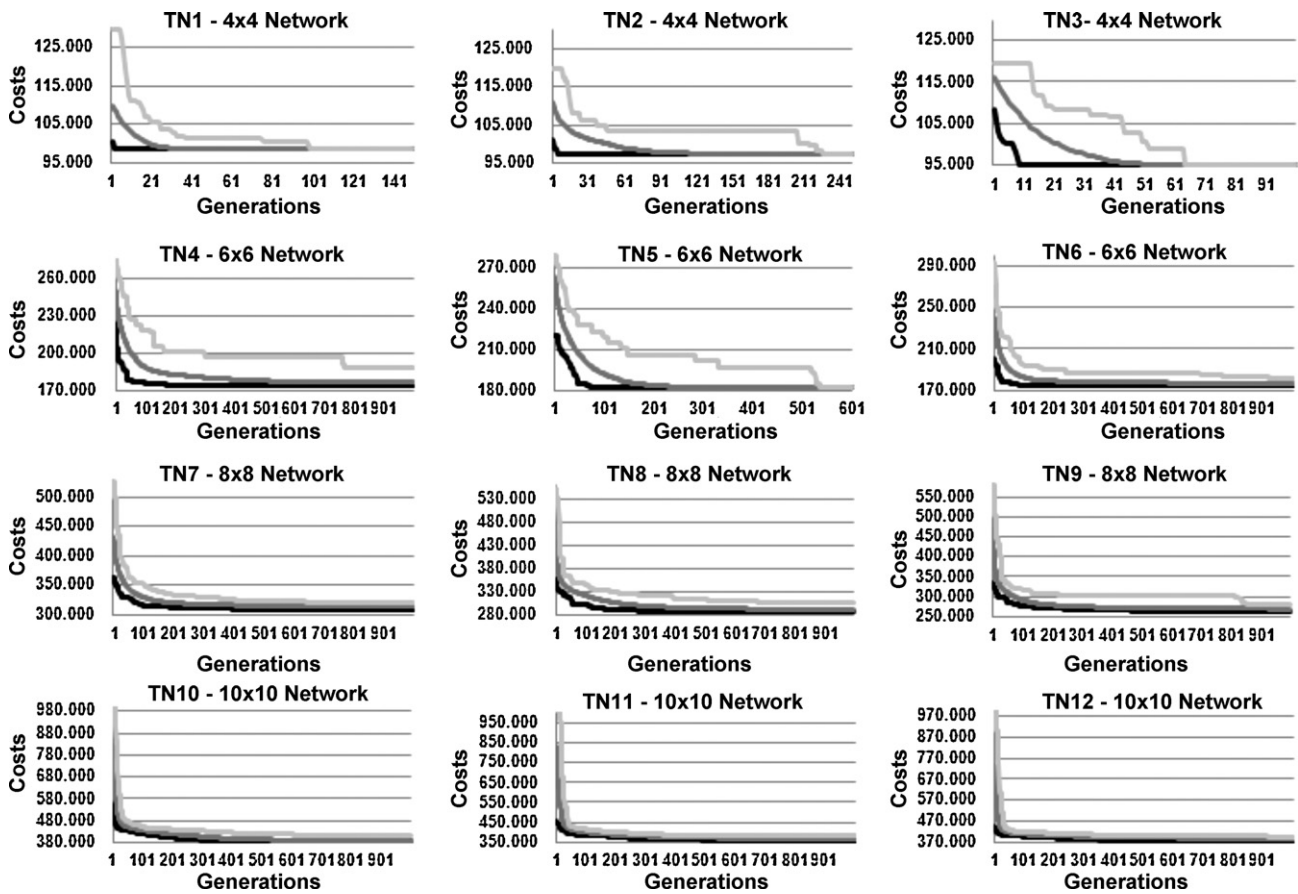 TN1 - 4x4 Network
Costs
125.000
115.000
105.000
95.000
1 21 41 61 81 101 121 141
Generations
TN2 - 4x4 Network
Costs
125.000
115.000
105.000
95.000
1 31 61 91 121 151 181 211 241
Generations
TN3- 4x4 Network
Costs
125.000
115.000
105.000
95.000
1 11 21 31 41 51 61 71 81 91
Generations
TN4 - 6x6 Network
Costs
260.000
230.000
200.000
170.000
1 101 201 301 401 501 601 701 801 901
Generations
TN5 - 6x6 Network
Costs
270.000
240.000
210.000
180.000
1 101 201 301 401 501 601
Generations
TN6 - 6x6 Network
Costs
290.000
250.000
210.000
170.000
1 101 201 301 401 501 601 701 801 901
Generations
TN7 - 8x8 Network
Costs
500.000
450.000
400.000
350.000
300.000
1 101 201 301 401 501 601 701 801 901
Generations
TN8 - 8x8 Network
Costs
530.000
480.000
430.000
380.000
330.000
280.000
1 101 201 301 401 501 601 701 801 901
Generations
TN9 - 8x8 Network
Costs
550.000
500.000
450.000
400.000
350.000
300.000
250.000
1 101 201 301 401 501 601 701 801 901
Generations
TN10 - 10x10 Network
Costs
980.000
880.000
780.000
680.000
580.000
480.000
380.000
1 101 201 301 401 501 601 701 801 901
Generations
TN11 - 10x10 Network
Costs
950.000
850.000
750.000
650.000
550.000
450.000
350.000
1 101 201 301 401 501 601 701 801 901
Generations
TN12 - 10x10 Network
Costs
970.000
870.000
770.000
670.000
570.000
470.000
370.000
1 101 201 301 401 501 601 701 801 901
Generations